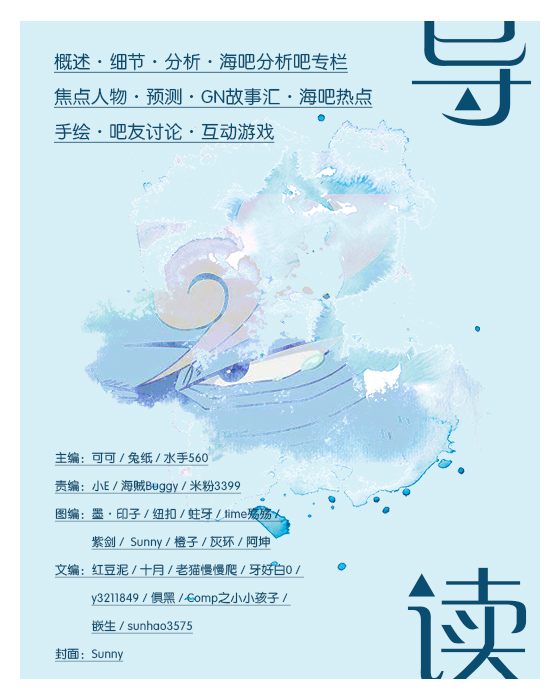 导
概述·细节·分析·海吧分析吧专栏
焦点人物·预测·GN故事汇·海吧热点
手绘·吧友讨论·互动游戏
主编：可可 / 兔纸 / 水手560
责编：小E / 海贼Buggy / 米粉3399
图编：墨·印子 / 纽扣 / 蛀牙 / time殇殇 /
紫剑 / Sunny / 橙子 / 灰环 / 阿坤
文编：红豆泥 / 十月 / 老猫慢慢爬 / 牙好白0 /
y3211849 / 俱黑 / Comp之小小孩子 /
嵌生 / sunhao3575
封面：Sunny
读